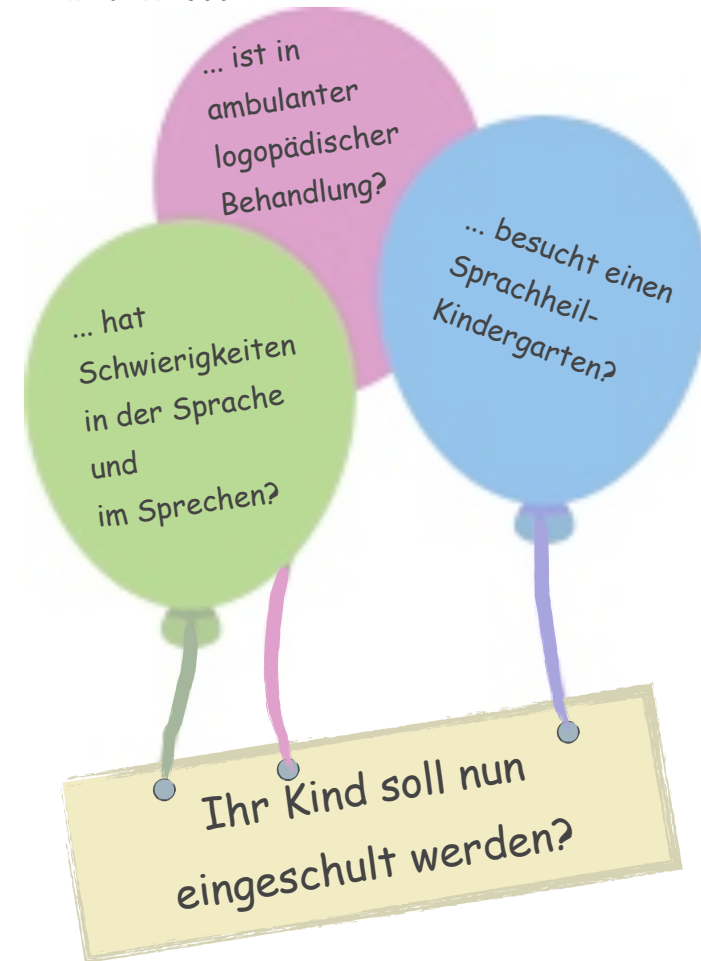 ... ist in
ambulanter
logopädischer
Behandlung?
... besucht einen
Sprachheil-
Kindergarten?
... hat
Schwierigkeiten
in der Sprache
und
im Sprechen?
Ihr Kind soll nun
eingeschult werden?